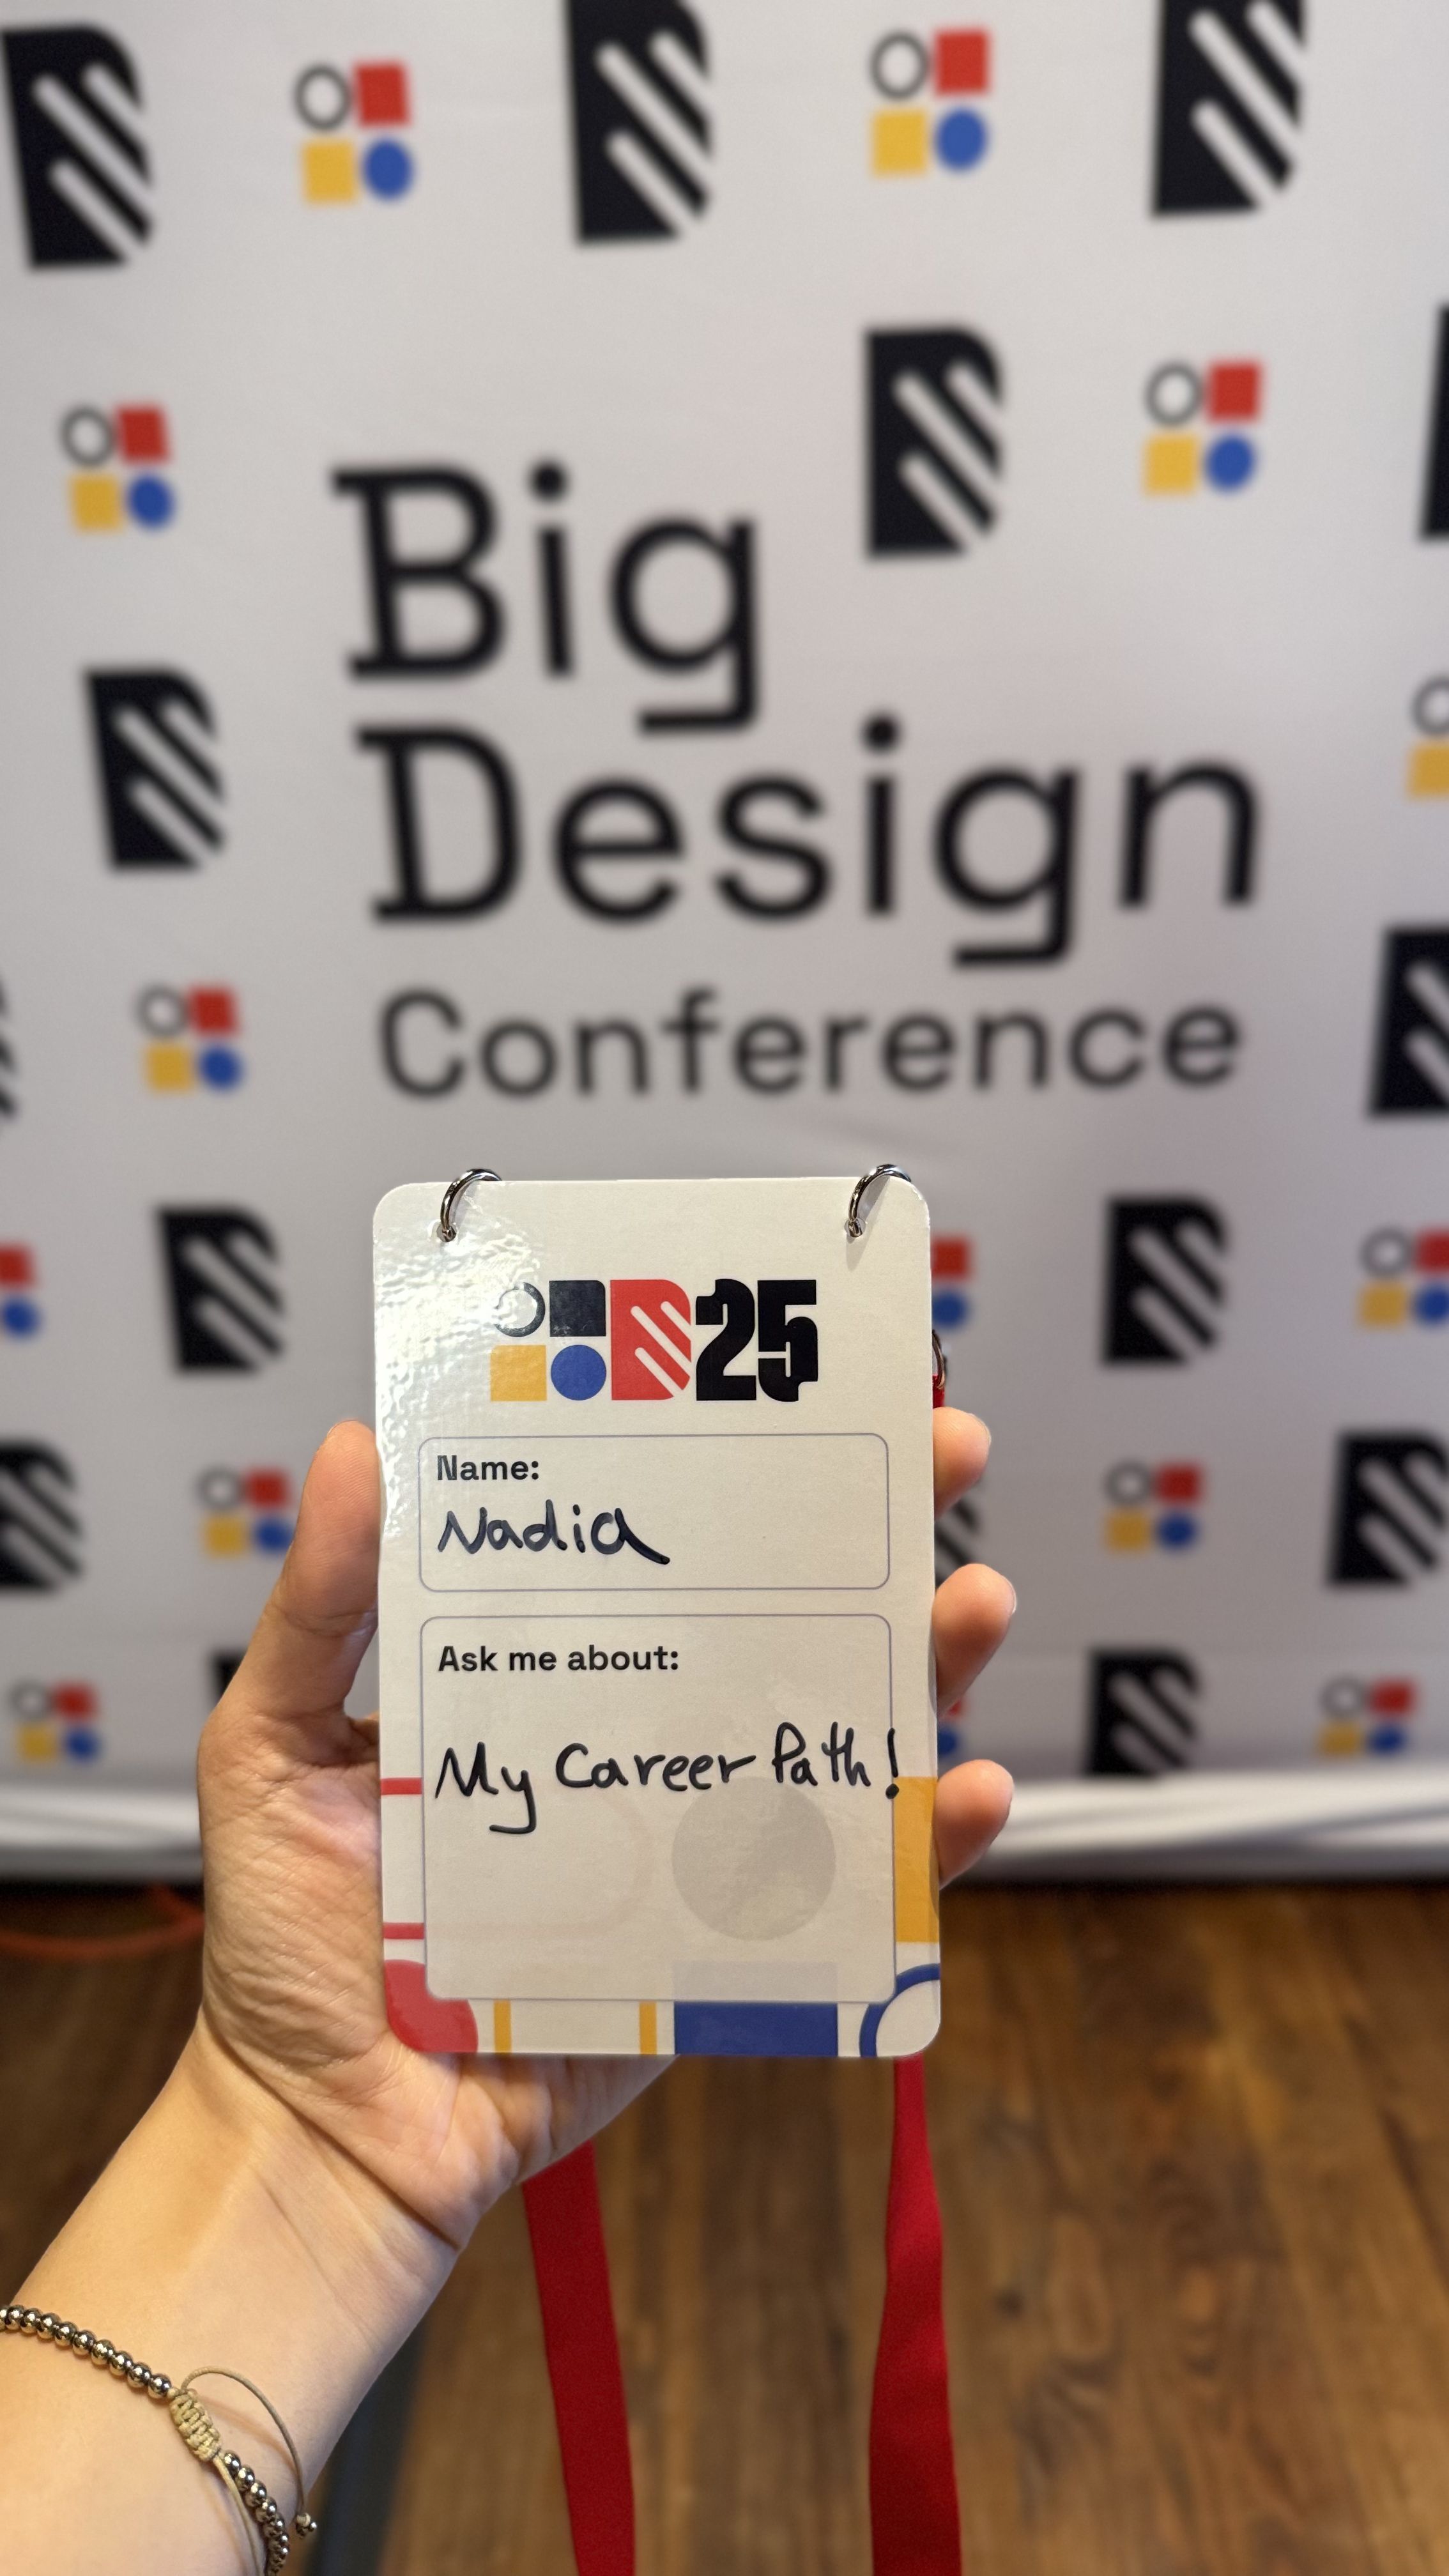 Big
Design
Conference
25
Name:
Nadia
Ask me about:
My Career Path!